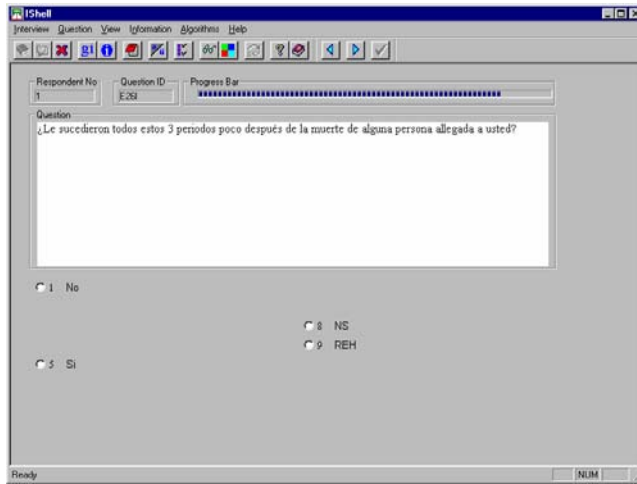 IShell
Interview Question View Information Algorithms Help
Respondent No Question ID Progress Bar
1 E26I
Question
¿Le sucedieron todos estos 3 periodos poco después de la muerte de alguna persona allegada a usted?
1 No
8 NS
9 REH
5 Si
Ready NUM